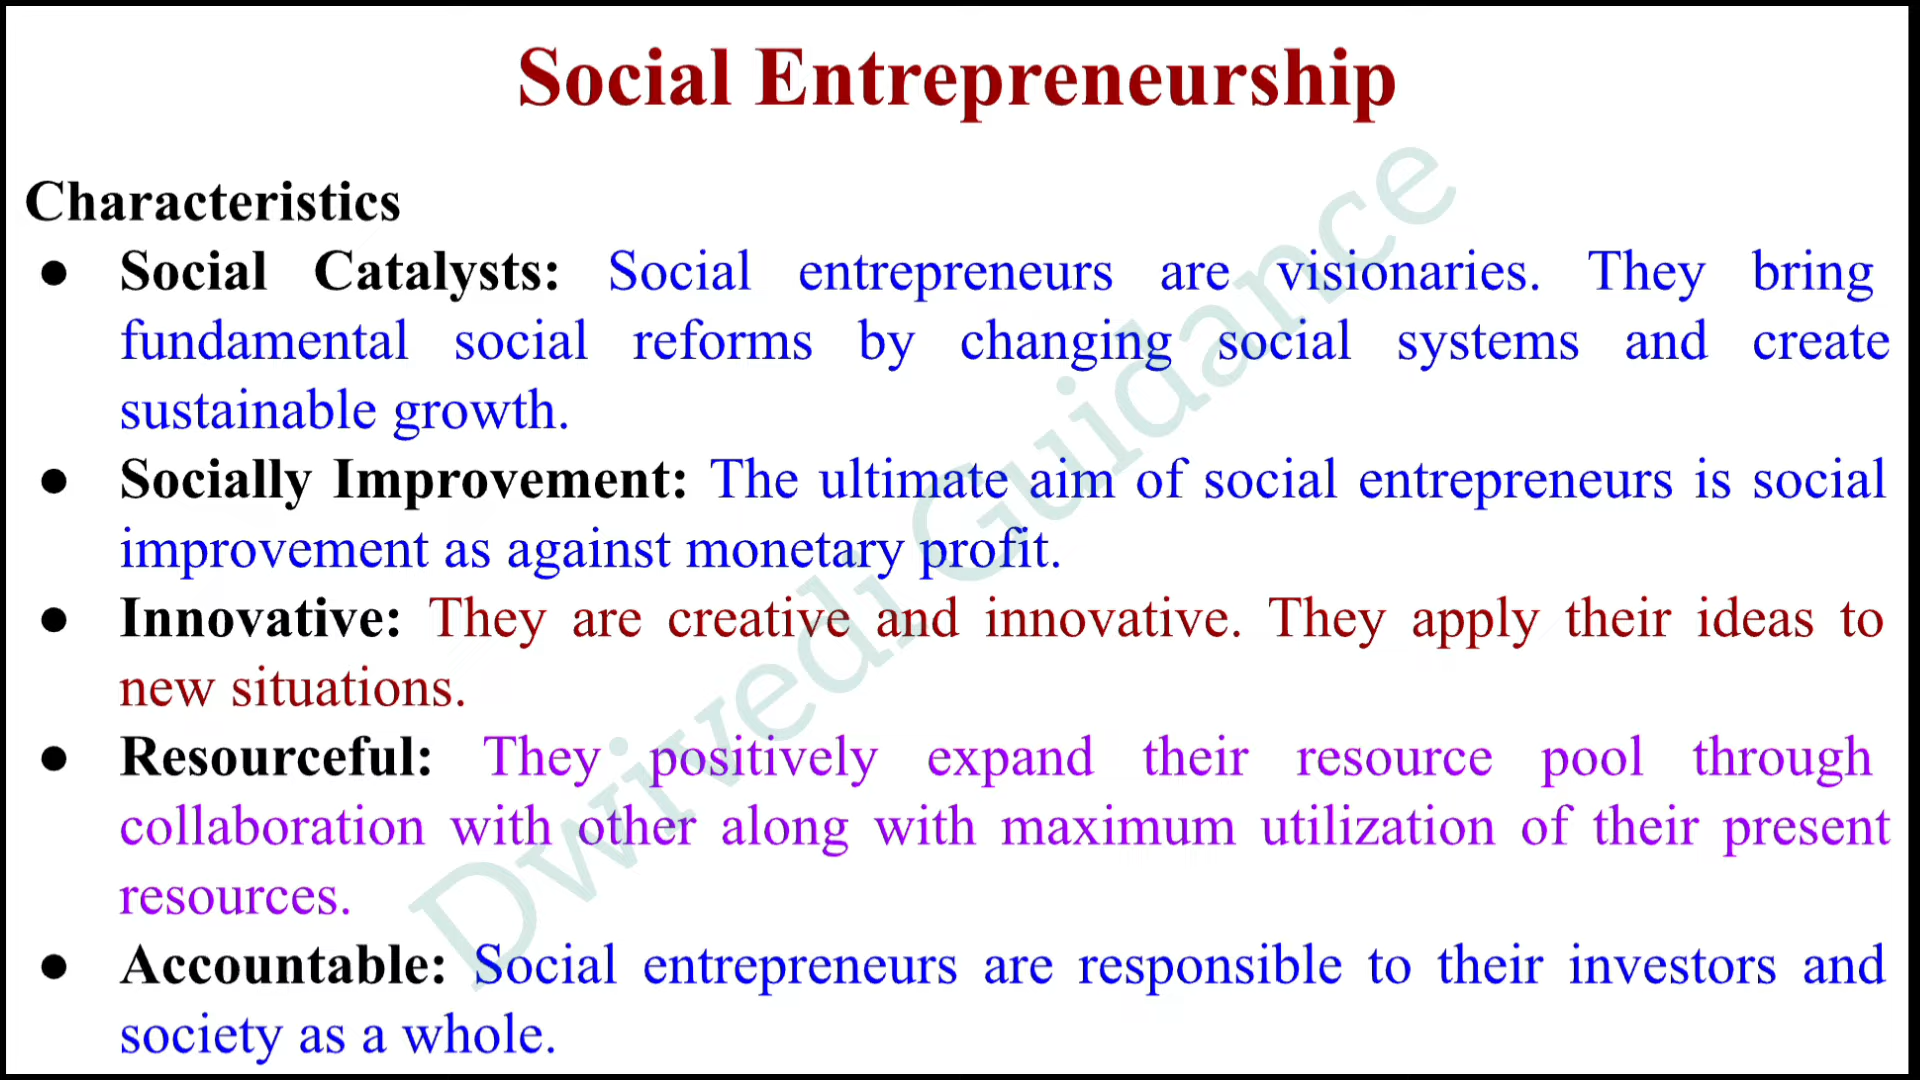 Social Entrepreneurship
Characteristics
● Social Catalysts: Social entrepreneurs are visionaries. They bring
fundamental social reforms by changing social systems and create
sustainable growth.
● Socially Improvement: The ultimate aim of social entrepreneurs is social
improvement as against monetary profit.
● Innovative: They are creative and innovative. They apply their ideas to
new situations.
● Resourceful: They positively expand their resource pool through
collaboration with other along with maximum utilization of their present
resources.
● Accountable: Social entrepreneurs are responsible to their investors and
society as a whole.
Dwivedi Guidance